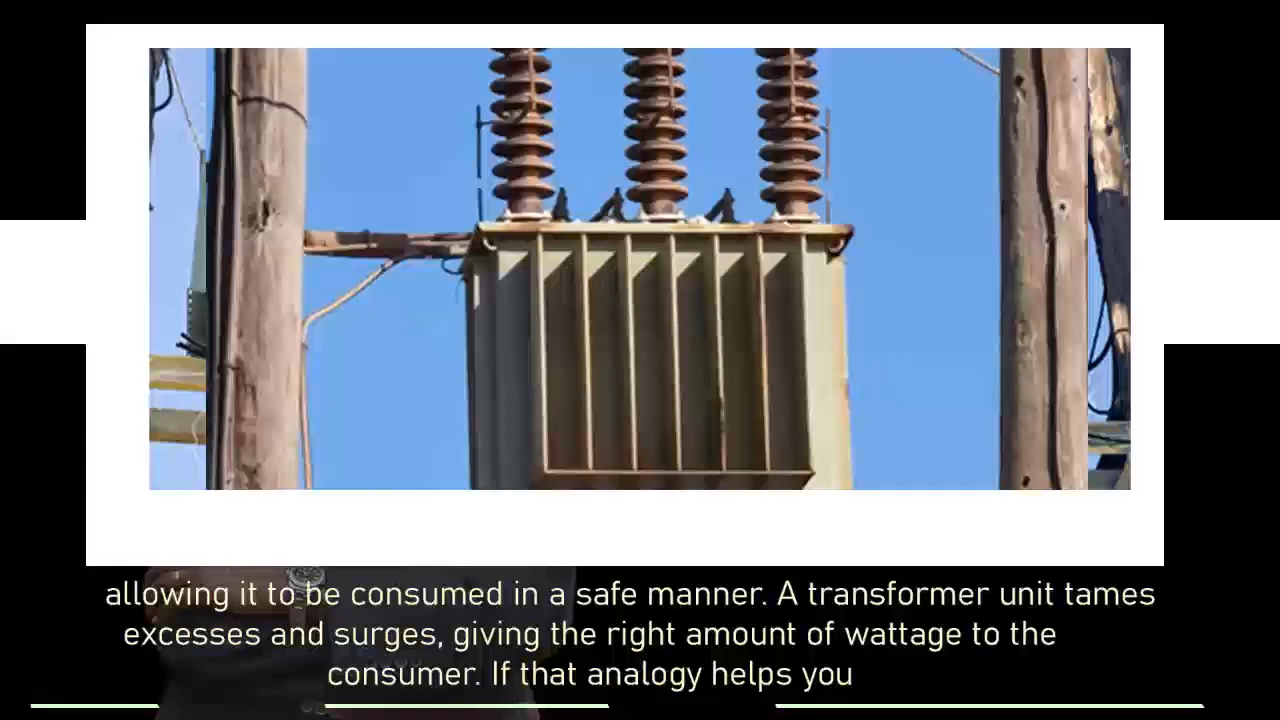 allowing it to be consumed in a safe manner. A transformer unit tames
excesses and surges, giving the right amount of wattage to the
consumer. If that analogy helps you